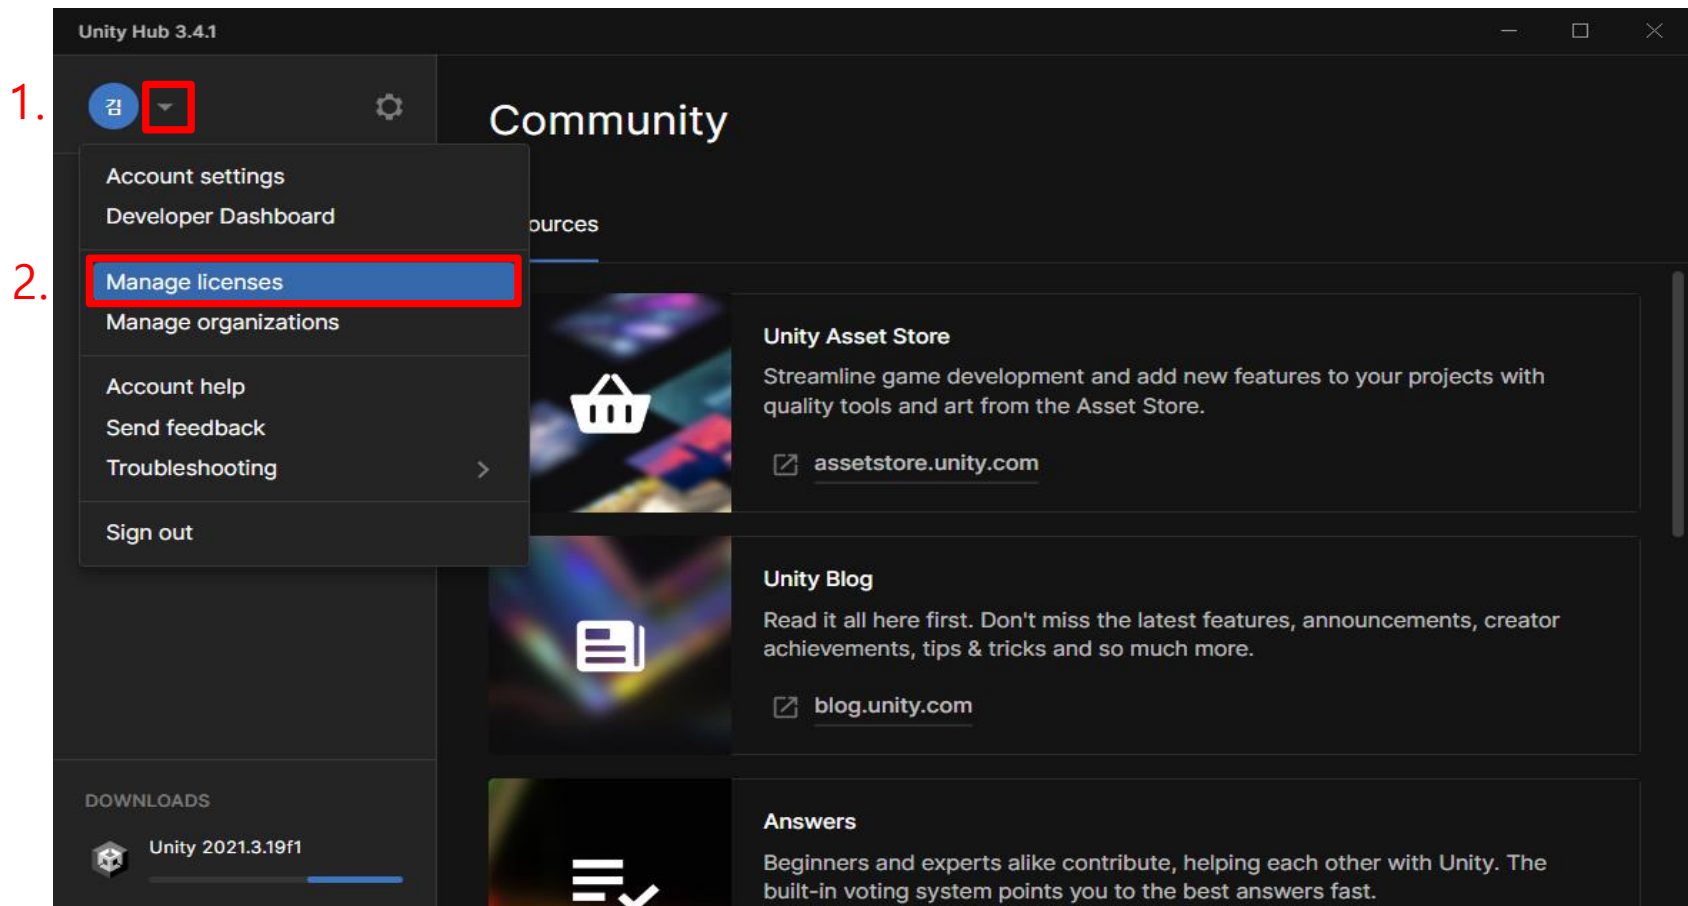 Unity Hub 3.4.1
1.
김
Community
Account settings
Developer Dashboard
ources
2.
Manage licenses
Manage organizations
Account help
Send feedback
Troubleshooting
Sign out
Unity Asset Store
Streamline game development and add new features to your projects with
quality tools and art from the Asset Store.
assetstore.unity.com
Unity Blog
Read it all here first. Don't miss the latest features, announcements, creator
achievements, tips & tricks and so much more.
blog.unity.com
DOWNLOADS
Unity 2021.3.19f1
Answers
Beginners and experts alike contribute, helping each other with Unity. The
built-in voting system points you to the best answers fast.